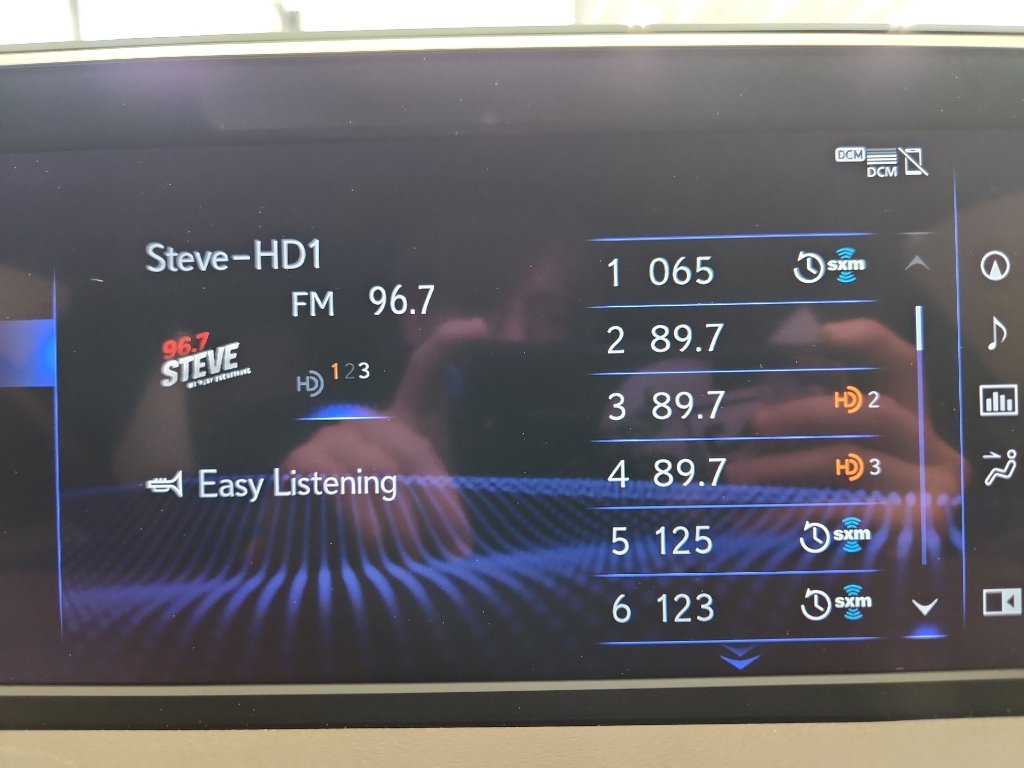 DCM
DCM
Steve-HD1
FM 96.7
96.7
STEVE
HD 1 2 3
Easy Listening
1 065 sxm
2 89.7
3 89.7 HD 2
4 89.7 HD 3
5 125 sxm
6 123 sxm